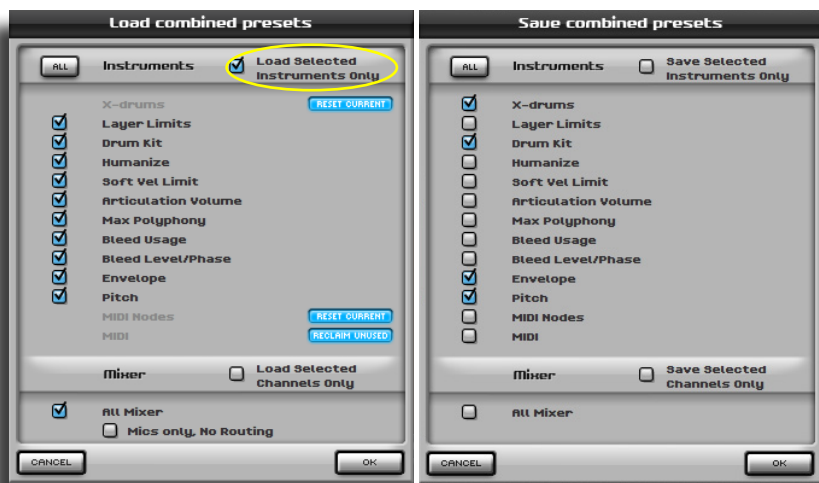 Load combined presets
ALL
Instruments
Load Selected
Instruments Only
X-drums
RESET CURRENT
Layer Limits
Drum Kit
Humanize
Soft Vel Limit
Articulation Volume
Max Polyphony
Bleed Usage
Bleed Level/Phase
Envelope
Pitch
MIDI Nodes
RESET CURRENT
MIDI
RECLAIM UNUSED
Mixer
Load Selected
Channels Only
All Mixer
Mics only, No Routing
CANCEL
OK
Save combined presets
ALL
Instruments
Save Selected
Instruments Only
X-drums
Layer Limits
Drum Kit
Humanize
Soft Vel Limit
Articulation Volume
Max Polyphony
Bleed Usage
Bleed Level/Phase
Envelope
Pitch
MIDI Nodes
MIDI
Mixer
Save Selected
Channels Only
All Mixer
CANCEL
OK